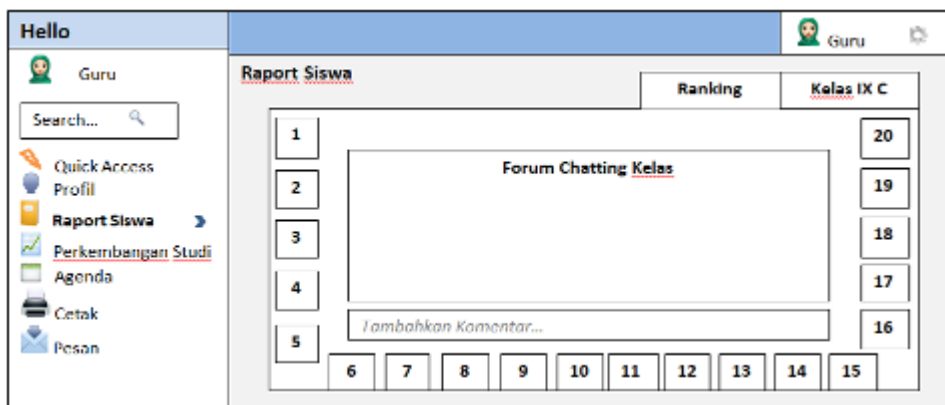 Hello
Guru
Guru
Search...
Quick Access
Profil
Raport Siswa
Perkembangan Studi
Agenda
Cetak
Pesan
Raport Siswa
Ranking
Kelas IX C
1
2
3
4
5
Forum Chatting Kelas
Tambahkan Komentar...
20
19
18
17
16
6 7 8 9 10 11 12 13 14 15